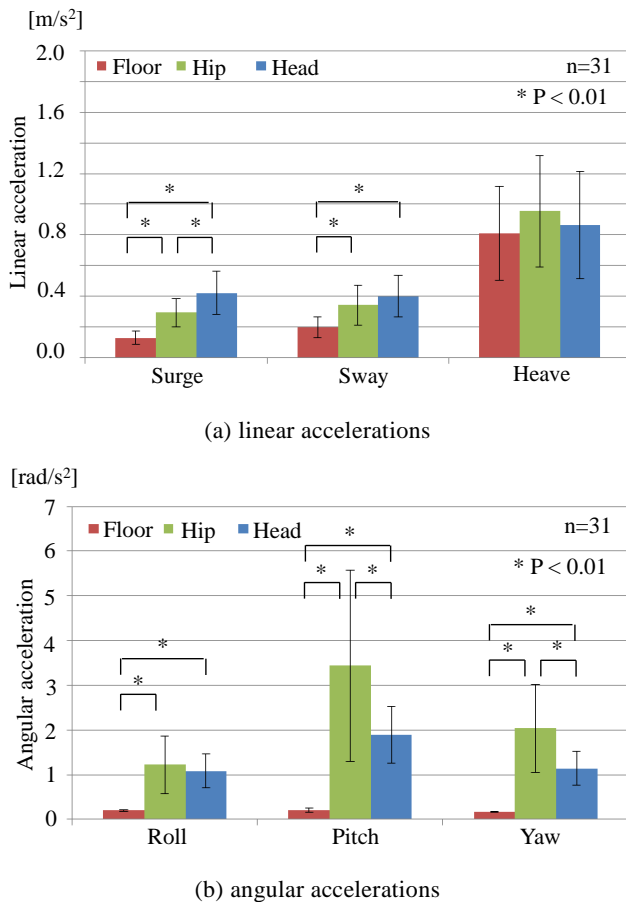 [m/s²]
2.0
Floor Hip Head
n=31
* P < 0.01
1.6
1.2
0.8
0.4
0.0
Linear acceleration
* * *
* *
Surge Sway Heave
(a) linear accelerations
[rad/s²]
7
Floor Hip Head
n=31
* P < 0.01
6
5
4
3
2
1
0
Angular acceleration
* *
* * *
* * *
Roll Pitch Yaw
(b) angular accelerations